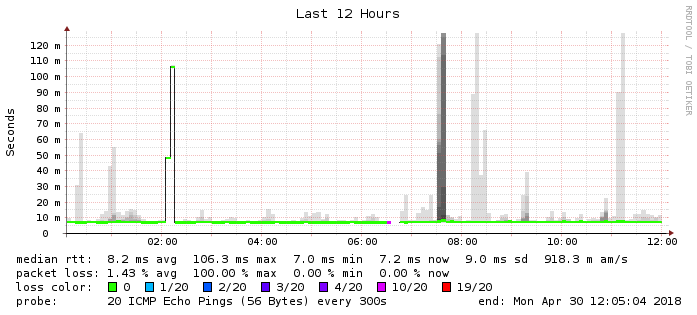 Last 12 Hours
RRDTOOL / TOBI OETIKER
Seconds
120 m
110 m
100 m
90 m
80 m
70 m
60 m
50 m
40 m
30 m
20 m
10 m
0
02:00 04:00 06:00 08:00 10:00 12:00
median rtt: 8.2 ms avg 106.3 ms max 7.0 ms min 7.2 ms now 9.0 ms sd 918.3 m am/s
packet loss: 1.43 % avg 100.00 % max 0.00 % min 0.00 % now
loss color: 0 1/20 2/20 3/20 4/20 10/20 19/20
probe: 20 ICMP Echo Pings (56 Bytes) every 300s end: Mon Apr 30 12:05:04 2018